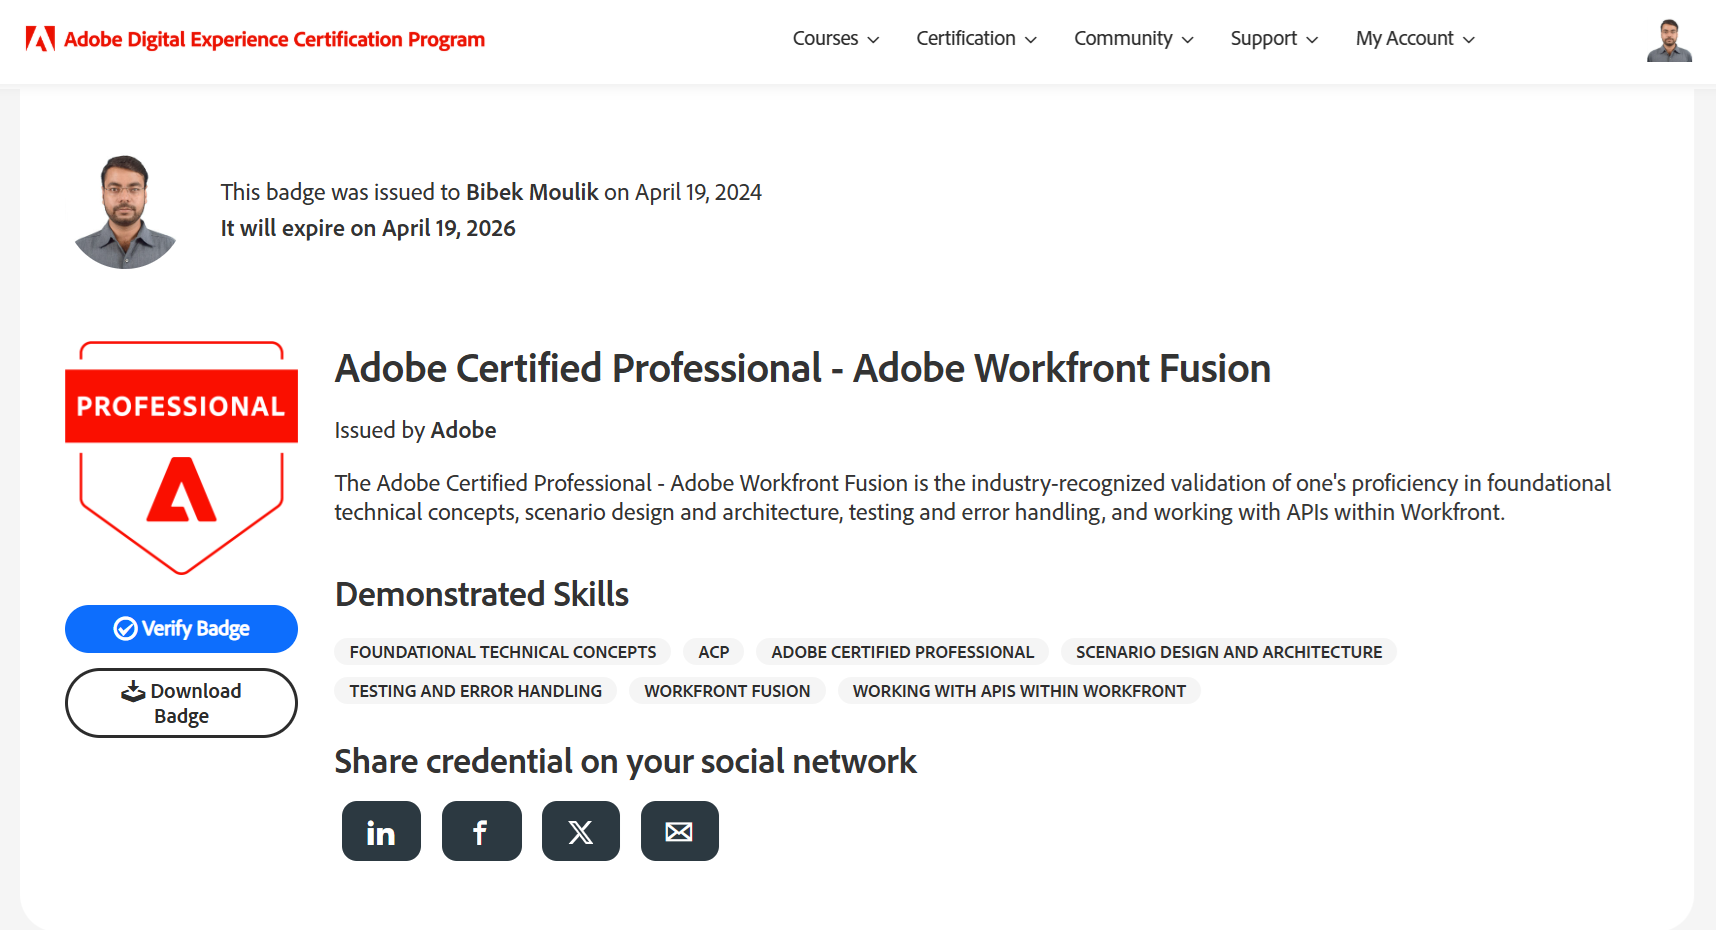 Adobe Digital Experience Certification Program
Courses Certification Community Support My Account
This badge was issued to Bibek Moulik on April 19, 2024
It will expire on April 19, 2026
PROFESSIONAL
Verify Badge
Download
Badge
Adobe Certified Professional - Adobe Workfront Fusion
Issued by Adobe
The Adobe Certified Professional - Adobe Workfront Fusion is the industry-recognized validation of one's proficiency in foundational
technical concepts, scenario design and architecture, testing and error handling, and working with APIs within Workfront.
Demonstrated Skills
FOUNDATIONAL TECHNICAL CONCEPTS ACP ADOBE CERTIFIED PROFESSIONAL SCENARIO DESIGN AND ARCHITECTURE
TESTING AND ERROR HANDLING WORKFRONT FUSION WORKING WITH APIS WITHIN WORKFRONT
Share credential on your social network
in f X